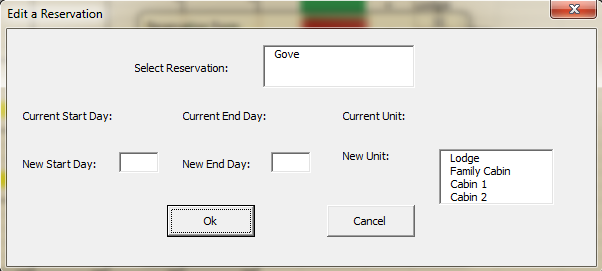 Edit a Reservation
Select Reservation:
Gove
Current Start Day: Current End Day: Current Unit:
New Start Day: New End Day: New Unit:
Lodge
Family Cabin
Cabin 1
Cabin 2
Ok Cancel